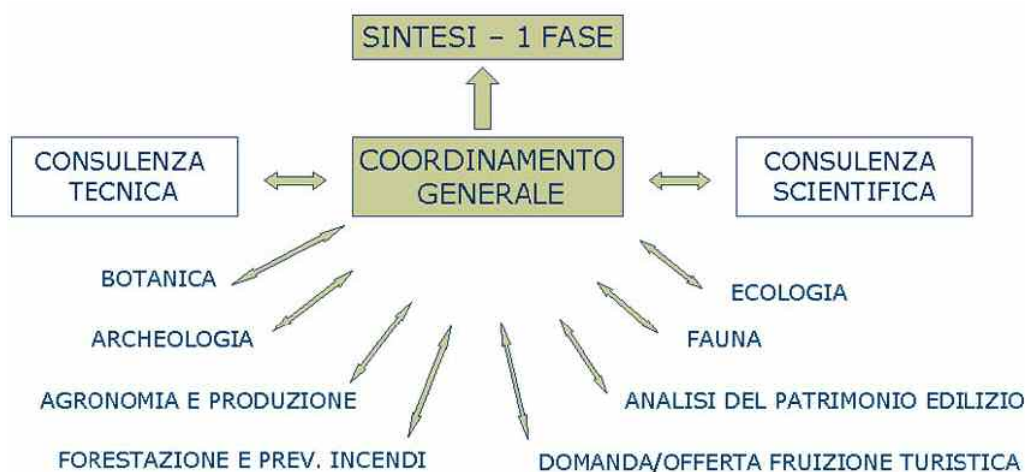 SINTESI – 1 FASE
CONSULENZA
TECNICA
COORDINAMENTO
GENERALE
CONSULENZA
SCIENTIFICA
BOTANICA
ECOLOGIA
ARCHEOLOGIA
FAUNA
AGRONOMIA E PRODUZIONE
ANALISI DEL PATRIMONIO EDILIZIO
FORESTAZIONE E PREV. INCENDI
DOMANDA/OFFERTA FRUIZIONE TURISTICA